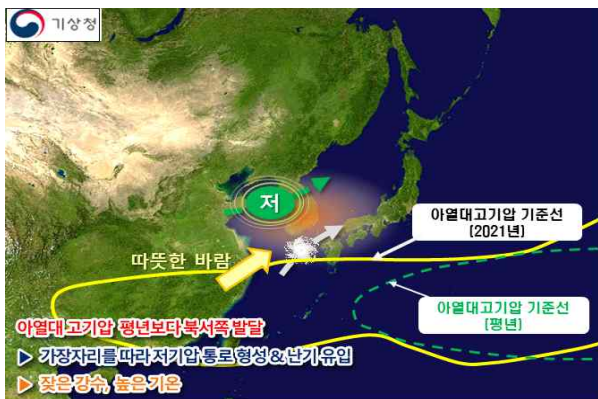 기상청
저
따뜻한 바람
아열대고기압 기준선
(2021년)
아열대고기압 기준선
(평년)
아열대 고기압 평년보다 북서쪽 발달
▶ 가장자리를 따라 저기압 통로 형성 & 난기 유입
▶ 잦은 강수, 높은 기온